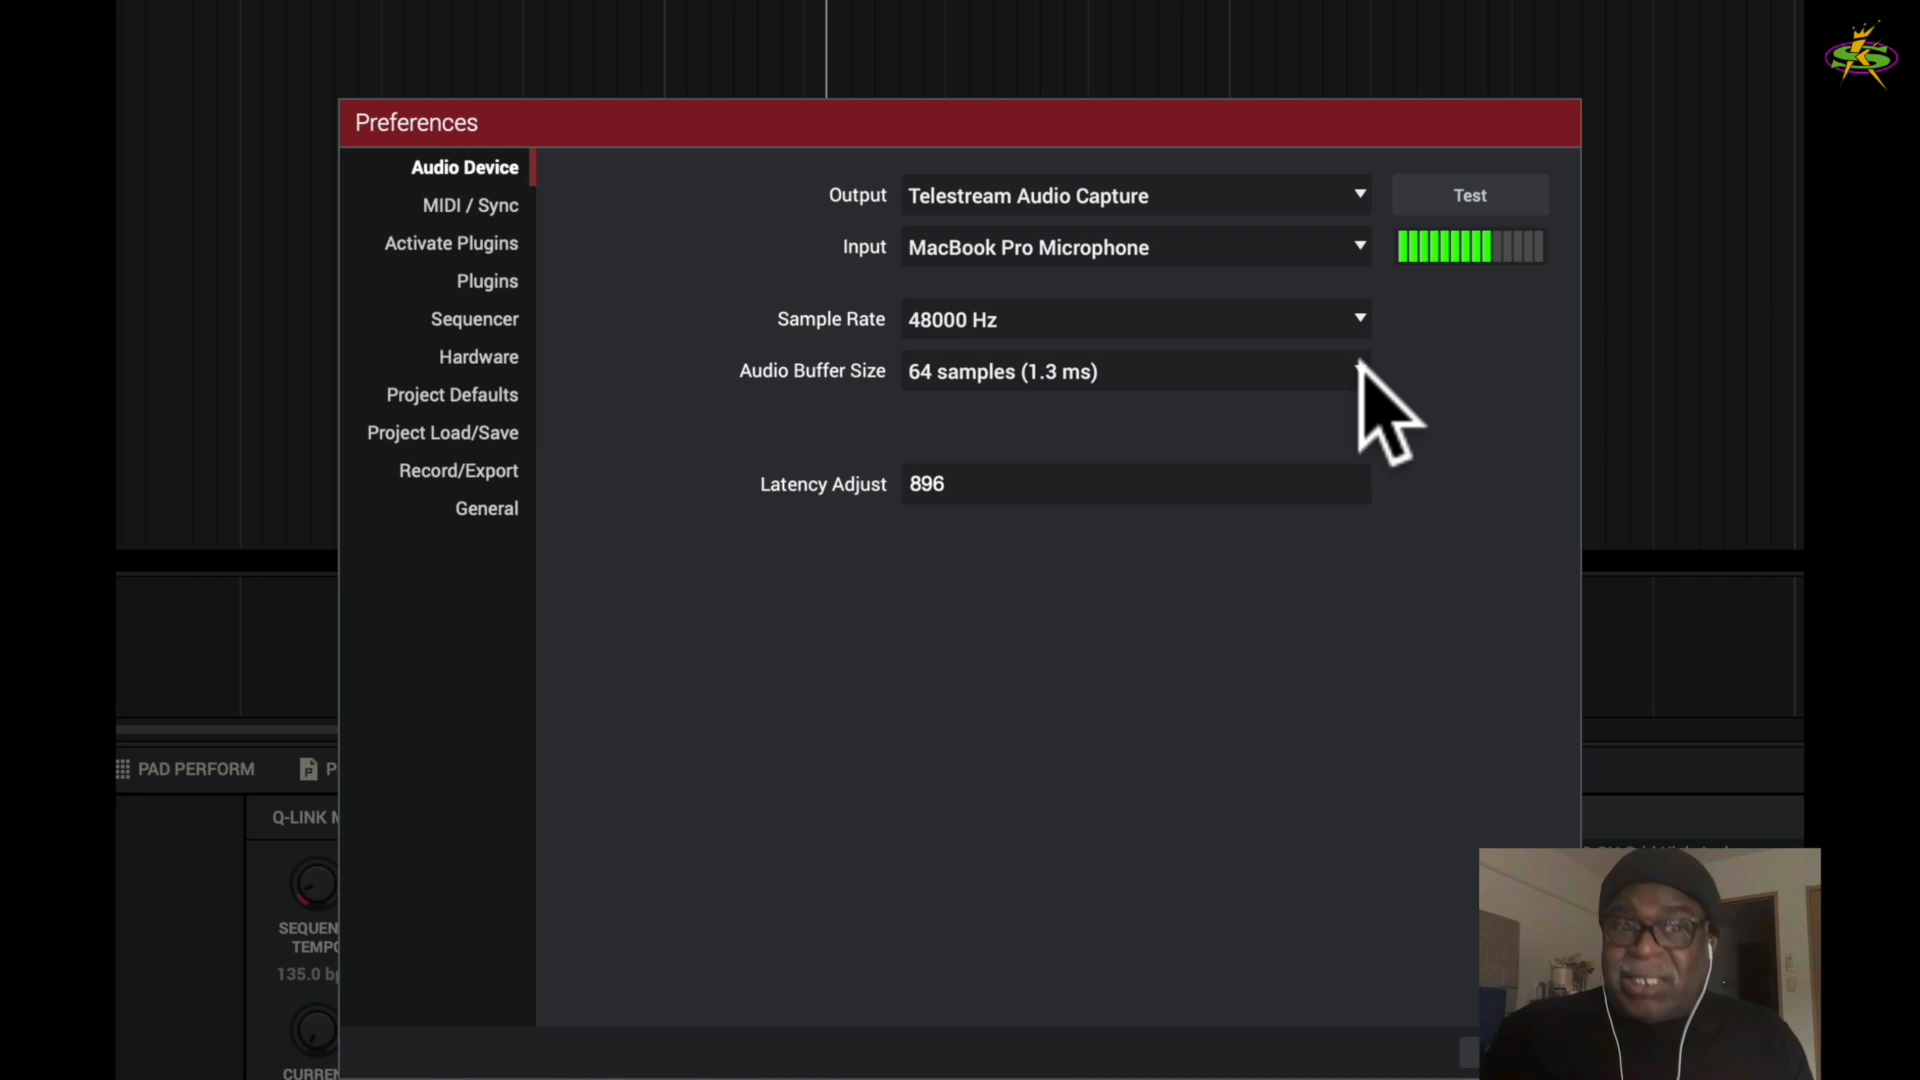 Preferences
Audio Device
MIDI / Sync
Activate Plugins
Plugins
Sequencer
Hardware
Project Defaults
Project Load/Save
Record/Export
General
Output Telestream Audio Capture Test
Input MacBook Pro Microphone
Sample Rate 48000 Hz
Audio Buffer Size 64 samples (1.3 ms)
Latency Adjust 896
PAD PERFORM P
Q-LINK M
SEQUEN
TEMPO
135.0 b
CURREN